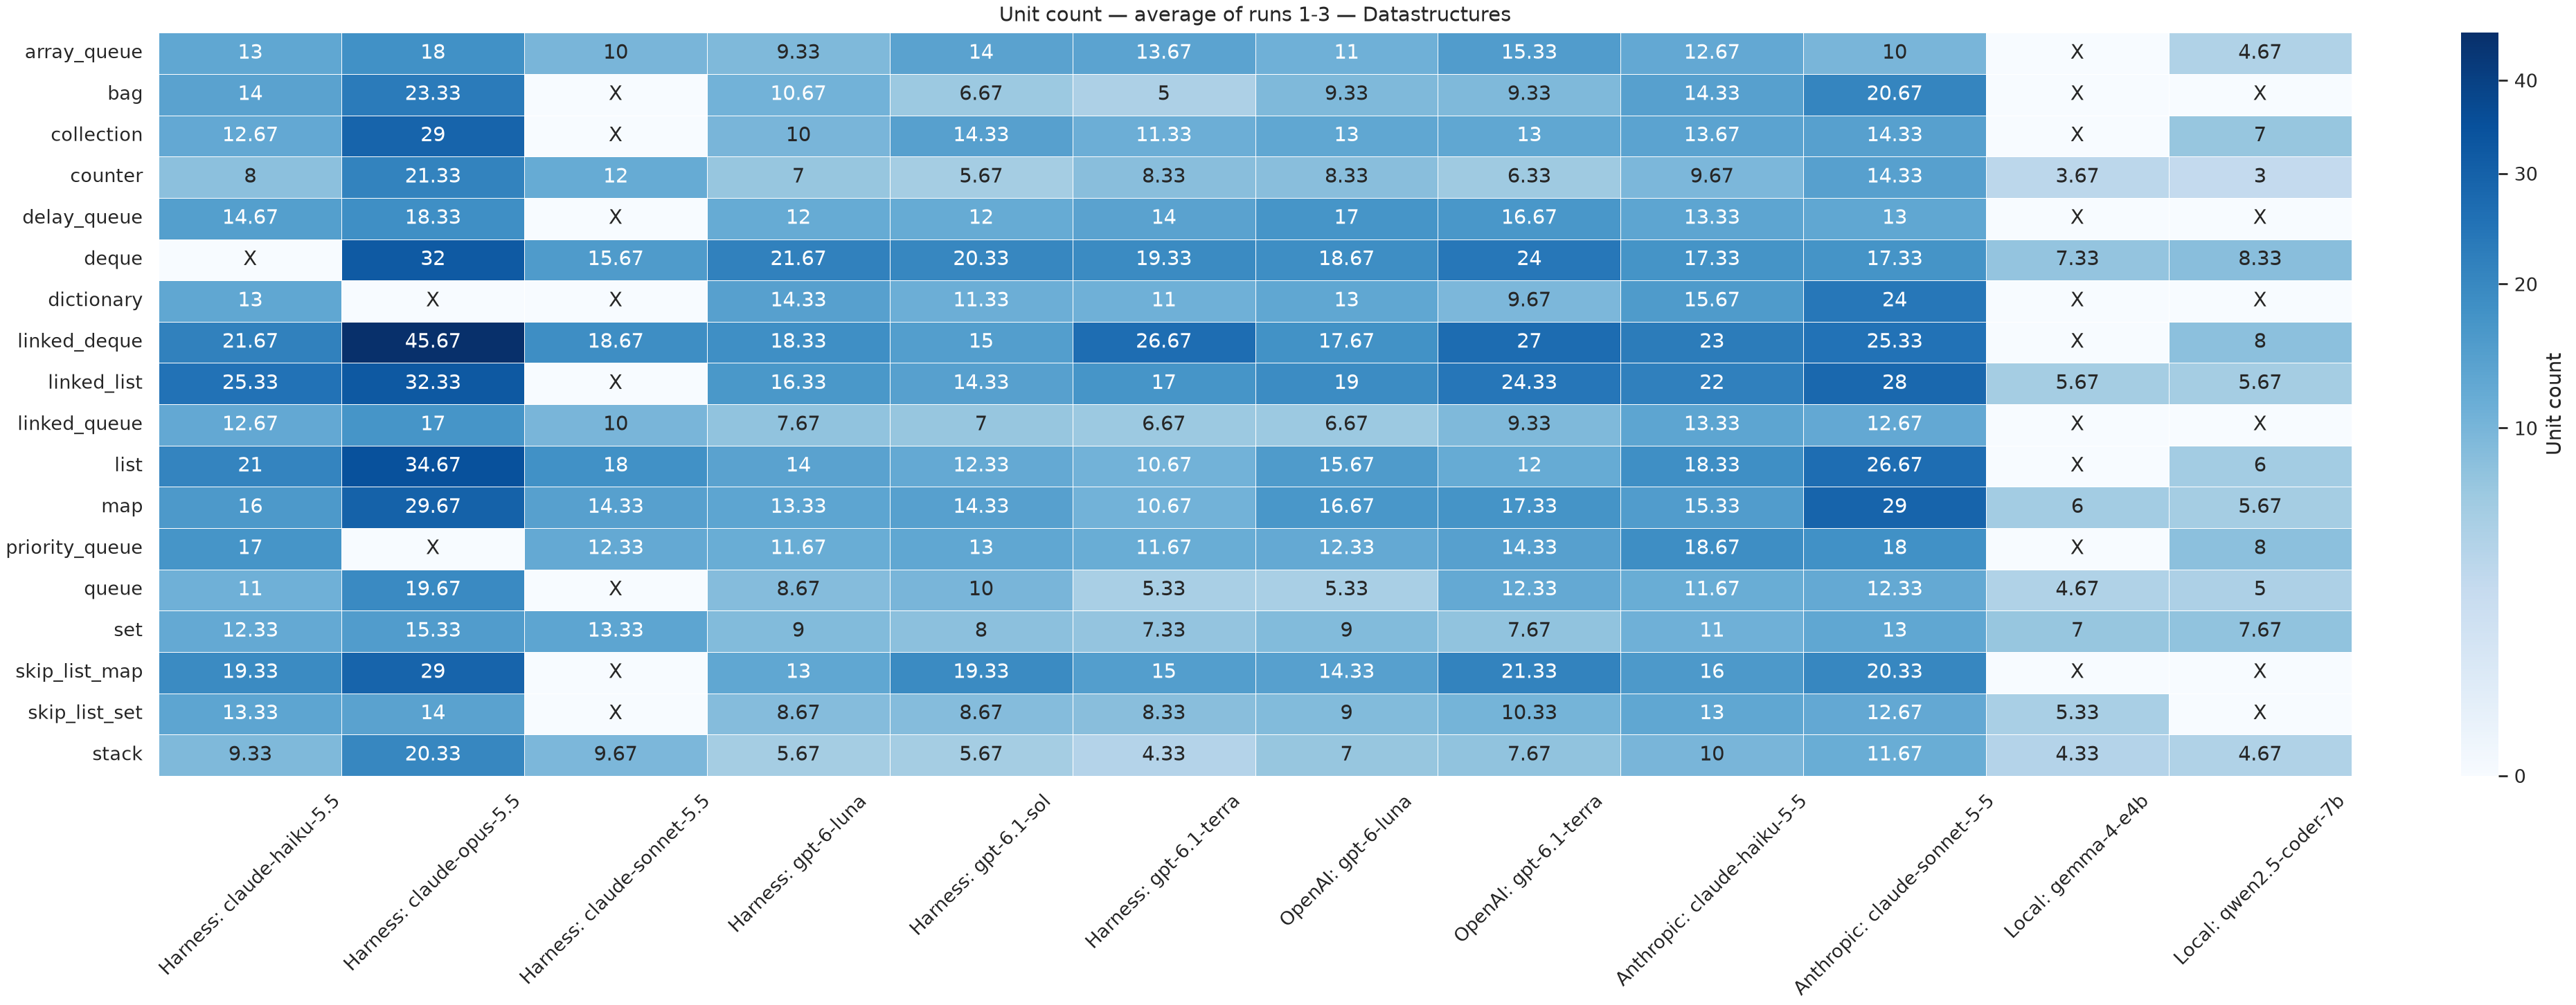 Unit count — average of runs 1-3 — Datastructures
array_queue 13 18 10 9.33 14 13.67 11 15.33 12.67 10 X 4.67
bag 14 23.33 X 10.67 6.67 5 9.33 9.33 14.33 20.67 X X
collection 12.67 29 X 10 14.33 11.33 13 13 13.67 14.33 X 7
counter 8 21.33 12 7 5.67 8.33 8.33 6.33 9.67 14.33 3.67 3
delay_queue 14.67 18.33 X 12 12 14 17 16.67 13.33 13 X X
deque X 32 15.67 21.67 20.33 19.33 18.67 24 17.33 17.33 7.33 8.33
dictionary 13 X X 14.33 11.33 11 13 9.67 15.67 24 X X
linked_deque 21.67 45.67 18.67 18.33 15 26.67 17.67 27 23 25.33 X 8
linked_list 25.33 32.33 X 16.33 14.33 17 19 24.33 22 28 5.67 5.67
linked_queue 12.67 17 10 7.67 7 6.67 6.67 9.33 13.33 12.67 X X
list 21 34.67 18 14 12.33 10.67 15.67 12 18.33 26.67 X 6
map 16 29.67 14.33 13.33 14.33 10.67 16.67 17.33 15.33 29 6 5.67
priority_queue 17 X 12.33 11.67 13 11.67 12.33 14.33 18.67 18 X 8
queue 11 19.67 X 8.67 10 5.33 5.33 12.33 11.67 12.33 4.67 5
set 12.33 15.33 13.33 9 8 7.33 9 7.67 11 13 7 7.67
skip_list_map 19.33 29 X 13 19.33 15 14.33 21.33 16 20.33 X X
skip_list_set 13.33 14 X 8.67 8.67 8.33 9 10.33 13 12.67 5.33 X
stack 9.33 20.33 9.67 5.67 5.67 4.33 7 7.67 10 11.67 4.33 4.67
Harness: claude-haiku-5.5
Harness: claude-opus-5.5
Harness: claude-sonnet-5.5
Harness: gpt-6-luna
Harness: gpt-6.1-sol
Harness: gpt-6.1-terra
OpenAI: gpt-6-luna
OpenAI: gpt-6.1-terra
Anthropic: claude-haiku-5-5
Anthropic: claude-sonnet-5-5
Local: gemma-4-e4b
Local: qwen2.5-coder-7b
40
30
20
10
0
Unit count